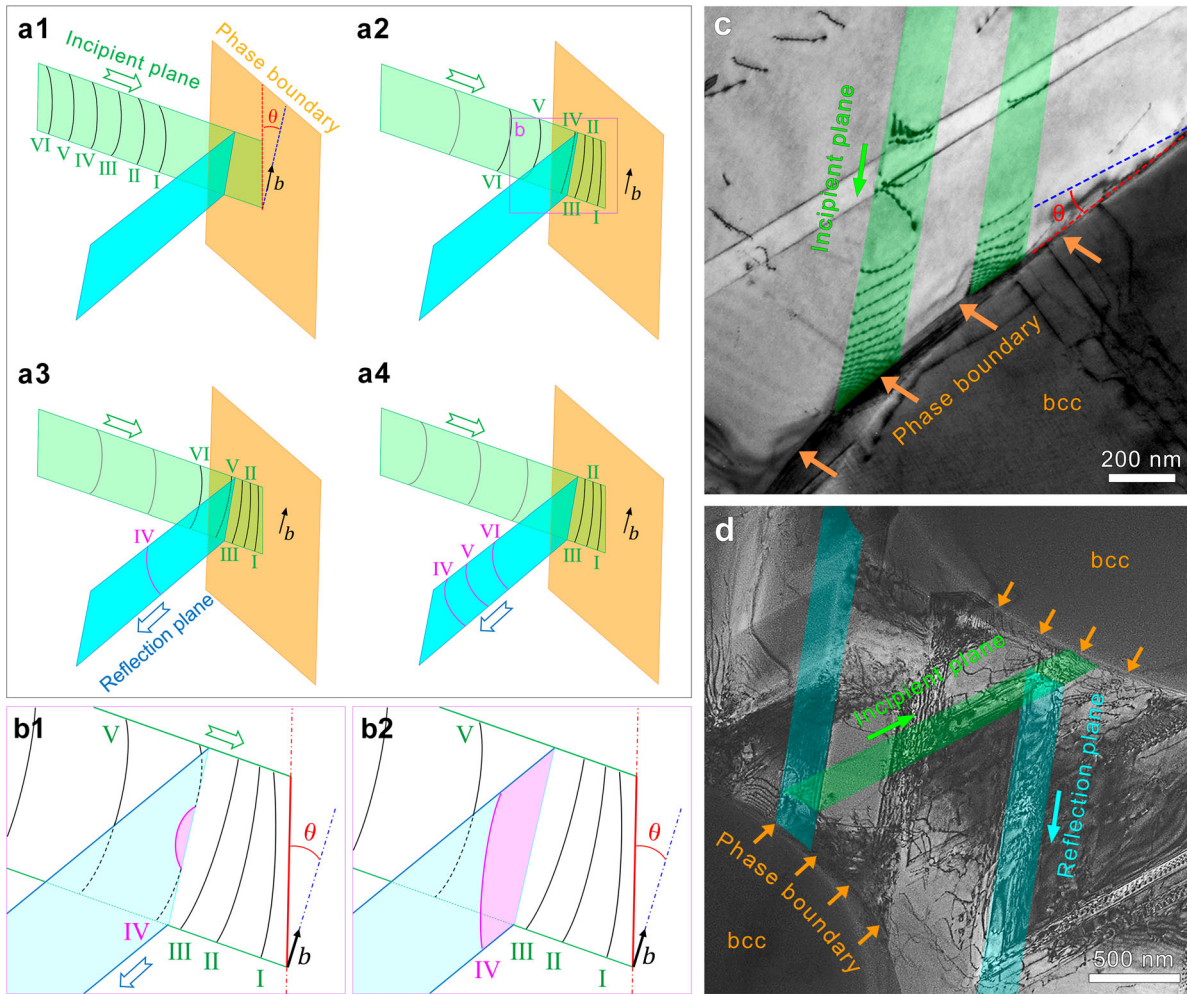 a1
Incipient plane
Phase boundary
θ
b
VI V IV III II I
a2
V
IV
II
b
VI
III
I
b
a3
VI
V
II
IV
III
I
b
Reflection plane
a4
II
VI
V
IV
III
I
b
b1
V
θ
IV
III
II
I
b
b2
V
θ
IV
III
II
I
b
c
Incipient plane
θ
Phase boundary
bcc
200 nm
d
bcc
Incipient plane
Reflection plane
Phase boundary
bcc
500 nm